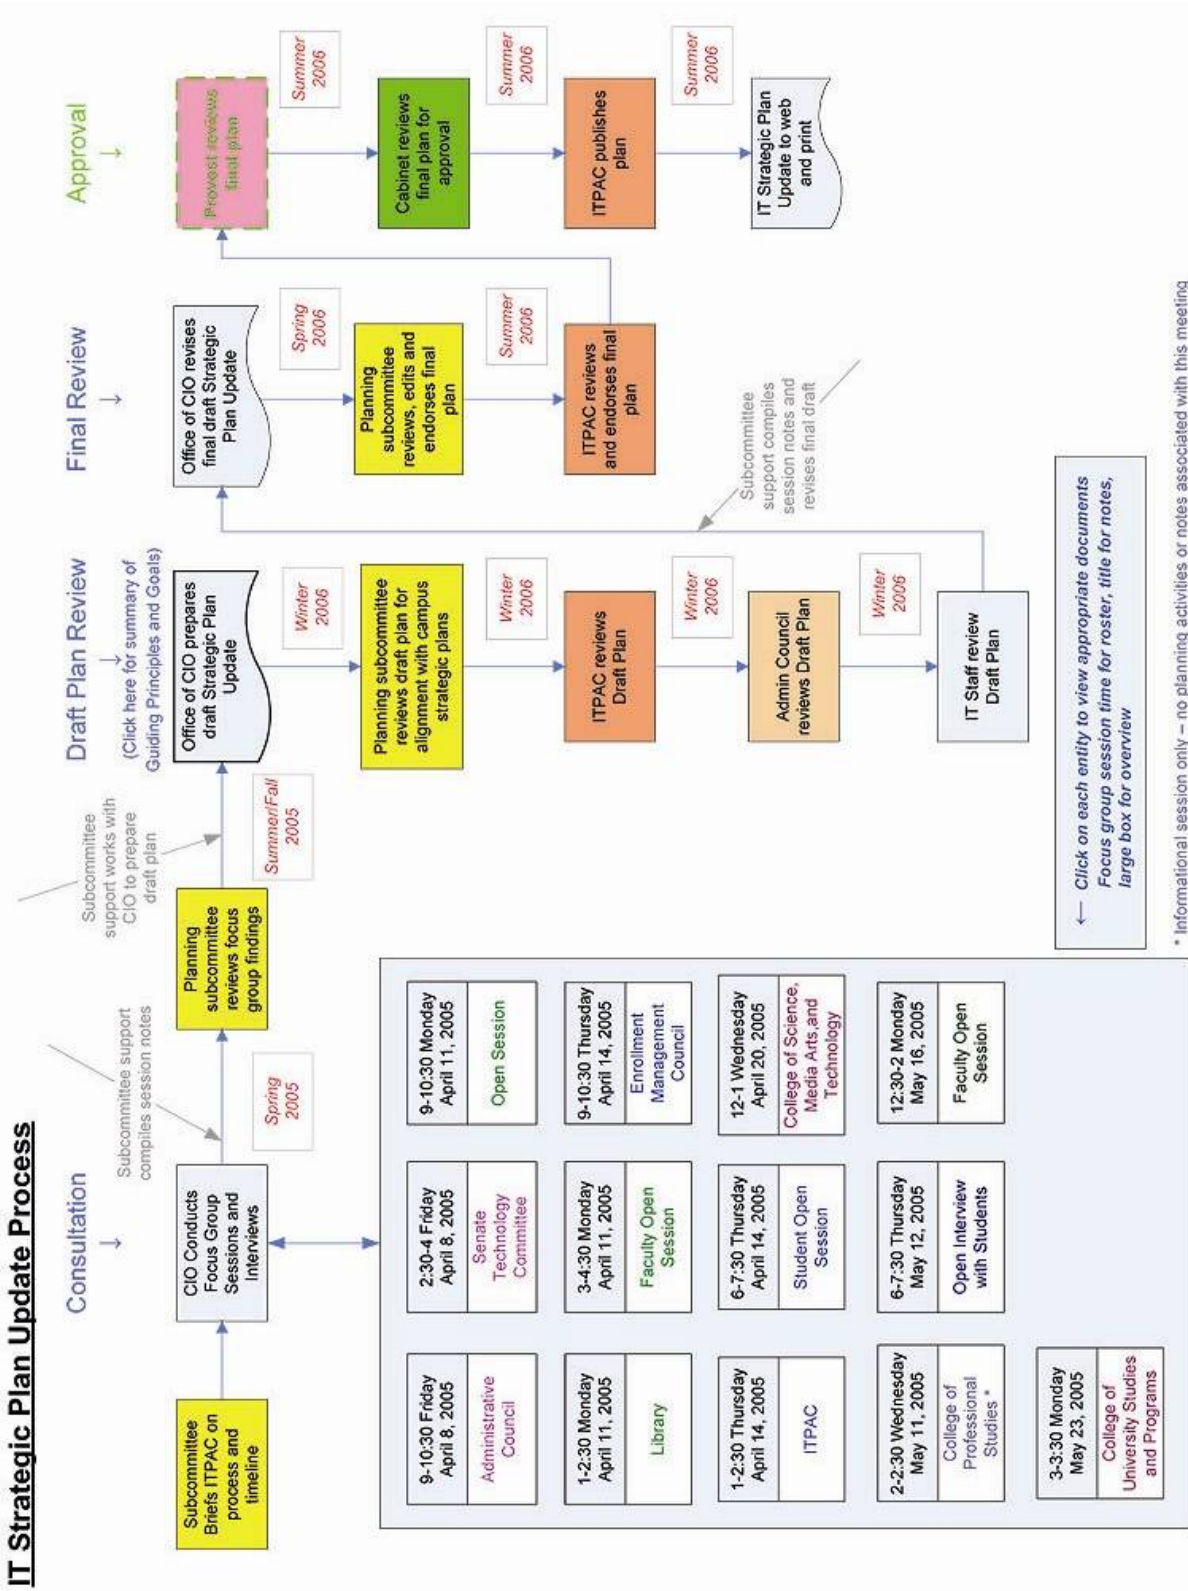 IT Strategic Plan Update Process
Consultation
↓
Subcommittee
Briefs ITPAC on
process and
timeline
CIO Conducts
Focus Group
Sessions and
Interviews
Subcommittee support
compiles session notes
Spring
2005
Planning
subcommittee
reviews focus
group findings
Subcommittee
support works with
CIO to prepare
draft plan
Summer/Fall
2005
9-10:30 Friday
April 8, 2005
Administrative
Council
2:30-4 Friday
April 8, 2005
Senate
Technology
Committee
9-10:30 Monday
April 11, 2005
Open Session
1-2:30 Monday
April 11, 2005
Library
3-4:30 Monday
April 11, 2005
Faculty Open
Session
9-10:30 Thursday
April 14, 2005
Enrollment
Management
Council
1-2:30 Thursday
April 14, 2005
ITPAC
6-7:30 Thursday
April 14, 2005
Student Open
Session
12-1 Wednesday
April 20, 2005
College of Science,
Media Arts,and
Technology
2-2:30 Wednesday
May 11, 2005
College of
Professional
Studies *
6-7:30 Thursday
May 12, 2005
Open Interview
with Students
12:30-2 Monday
May 16, 2005
Faculty Open
Session
3-3:30 Monday
May 23, 2005
College of
University Studies
and Programs
Draft Plan Review
↓
(Click here for summary of
Guiding Principles and Goals)
Office of CIO prepares
draft Strategic Plan
Update
Winter
2006
Planning subcommittee
reviews draft plan for
alignment with campus
strategic plans
Winter
2006
ITPAC reviews
Draft Plan
Winter
2006
Admin Council
reviews Draft Plan
Winter
2006
IT Staff review
Draft Plan
Subcommittee
support compiles
session notes and
revises final draft
Final Review
↓
Office of CIO revises
final draft Strategic
Plan Update
Spring
2006
Planning
subcommittee
reviews, edits and
endorses final
plan
Summer
2006
ITPAC reviews
and endorses final
plan
Approval
↓
Provost reviews
final plan
Summer
2006
Cabinet reviews
final plan for
approval
Summer
2006
ITPAC publishes
plan
Summer
2006
IT Strategic Plan
Update to web
and print
← Click on each entity to view appropriate documents
Focus group session time for roster, title for notes,
large box for overview
* Informational session only – no planning activities or notes associated with this meeting